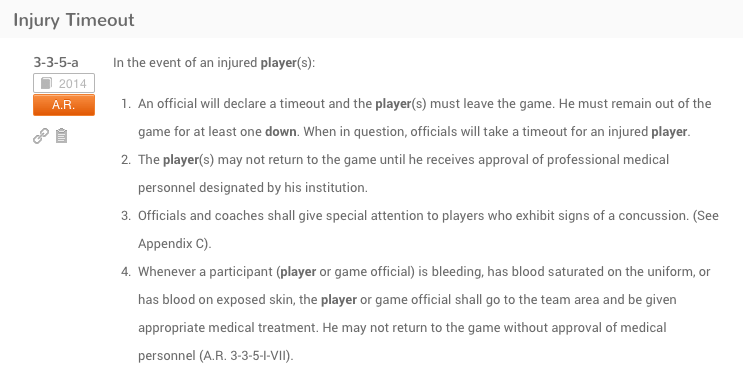 Injury Timeout
3-3-5-a
2014
A.R.
In the event of an injured player(s):
1. An official will declare a timeout and the player(s) must leave the game. He must remain out of the
game for at least one down. When in question, officials will take a timeout for an injured player.
2. The player(s) may not return to the game until he receives approval of professional medical
personnel designated by his institution.
3. Officials and coaches shall give special attention to players who exhibit signs of a concussion. (See
Appendix C).
4. Whenever a participant (player or game official) is bleeding, has blood saturated on the uniform, or
has blood on exposed skin, the player or game official shall go to the team area and be given
appropriate medical treatment. He may not return to the game without approval of medical
personnel (A.R. 3-3-5-I-VII).